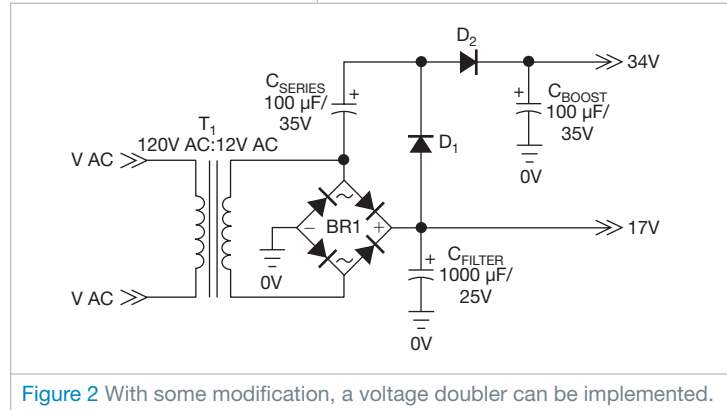 D2
34V
CSERIES
100 µF/
35V
+
+
CBOOST
100 µF/
35V
0V
T1
120V AC:12V AC
V AC
D1
~
− BR1 +
~
17V
0V
+
CFILTER
1000 µF/
25V
V AC
0V
Figure 2 With some modification, a voltage doubler can be implemented.